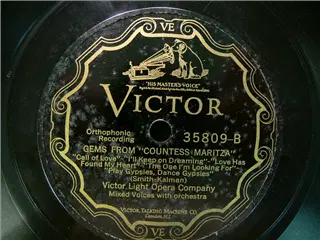 VE
"HIS MASTER'S VOICE"
VICTOR
Orthophonic
Recording
35809-B
GEMS FROM "COUNTESS MARITZA"
"Call of Love"-"I'll Keep on Dreaming"-"Love Has
Found My Heart"-"The One I'm Looking For"
"Play Gypsies, Dance Gypsies"
(Smith-Kalman)
Victor Light Opera Company
Mixed Voices with orchestra
VICTOR TALKING MACHINE CO.
Camden, N.J.
VE